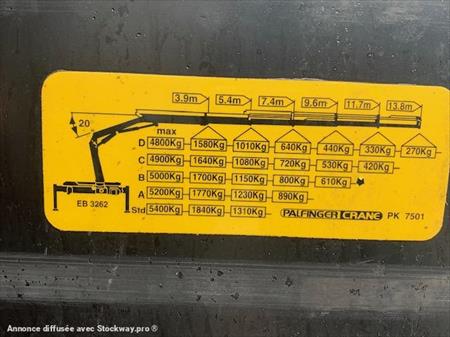 3.9m 5.4m 7.4m 9.6m 11.7m 13.8m
20°
max
D 4800Kg 1580Kg 1010Kg 640Kg 440Kg 330Kg 270Kg
C 4900Kg 1640Kg 1080Kg 720Kg 530Kg 420Kg
B 5000Kg 1700Kg 1150Kg 800Kg 610Kg
A 5200Kg 1770Kg 1230Kg 890Kg
Std 5400Kg 1840Kg 1310Kg
EB 3262
PALFINGER CRANE PK 7501
Annonce diffusée avec Stockway.pro®